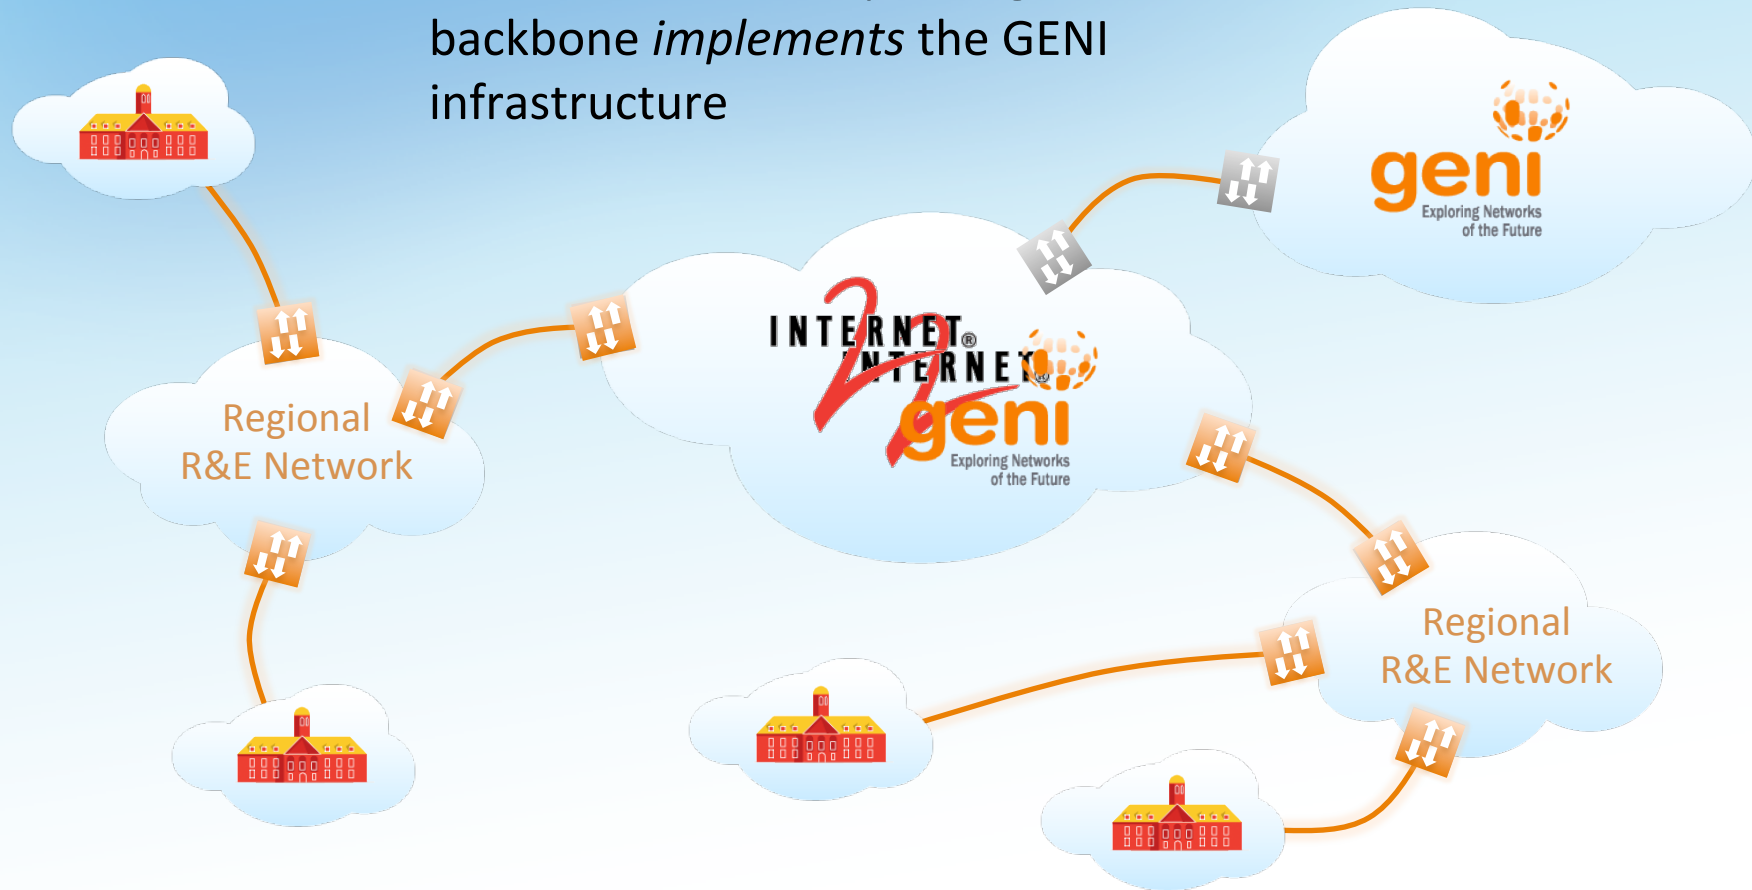 backbone implements the GENI
infrastructure
geni
Exploring Networks
of the Future
INTERNET®
INTERNET®
geni
Exploring Networks
of the Future
Regional
R&E Network
Regional
R&E Network